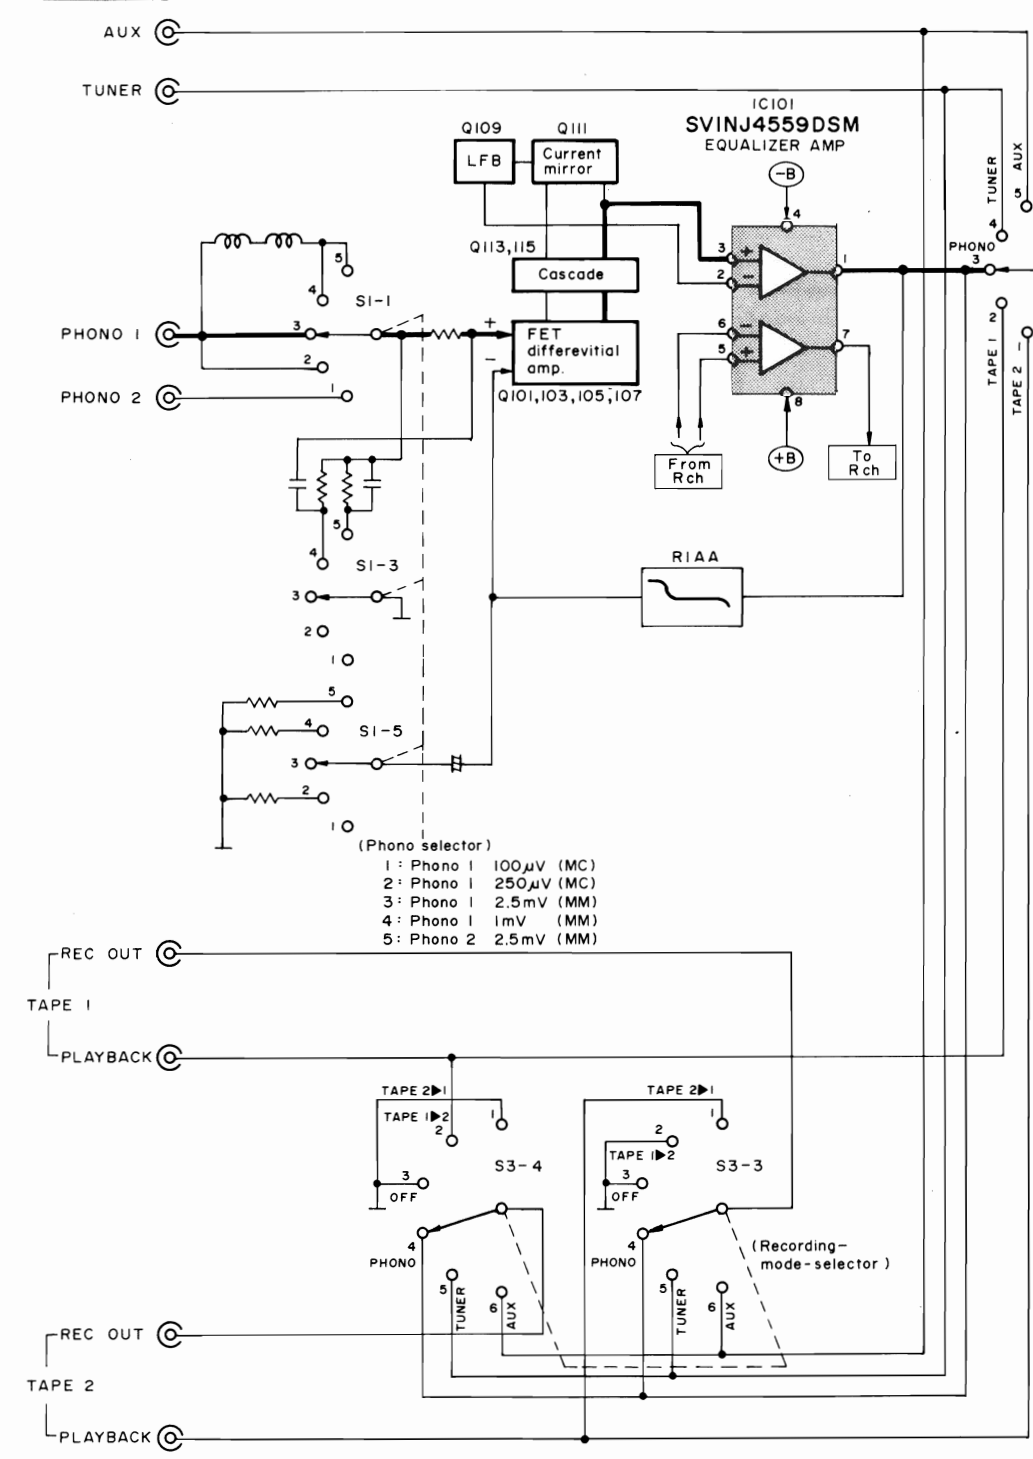 AUX
TUNER
IC101
SVINJ4559DSM
EQUALIZER AMP
Q109
Q111
LFB
Current
mirror
-B
4
TUNER
4
AUX
5
Q113,115
Cascade
3
+
2
-
1
PHONO
3
5
4
S1-1
PHONO 1
3
2
PHONO 2
1
+
-
FET
differevitial
amp.
Q101,103,105,107
6
-
5
+
7
8
+B
From
Rch
To
Rch
TAPE 1
2
TAPE 2
1
5
4
S1-3
3
2
1
RIAA
5
4
S1-5
3
2
1
(Phono selector)
1: Phono 1 100μV (MC)
2: Phono 1 250μV (MC)
3: Phono 1 2.5mV (MM)
4: Phono 1 1mV (MM)
5: Phono 2 2.5mV (MM)
REC OUT
TAPE 1
PLAYBACK
TAPE 2▶1
1
TAPE 1▶2
2
S3-4
3
OFF
4
PHONO
5
TUNER
6
AUX
TAPE 2▶1
1
2
TAPE 1▶2
S3-3
3
OFF
4
PHONO
5
TUNER
6
AUX
(Recording-
mode-selector)
REC OUT
TAPE 2
PLAYBACK